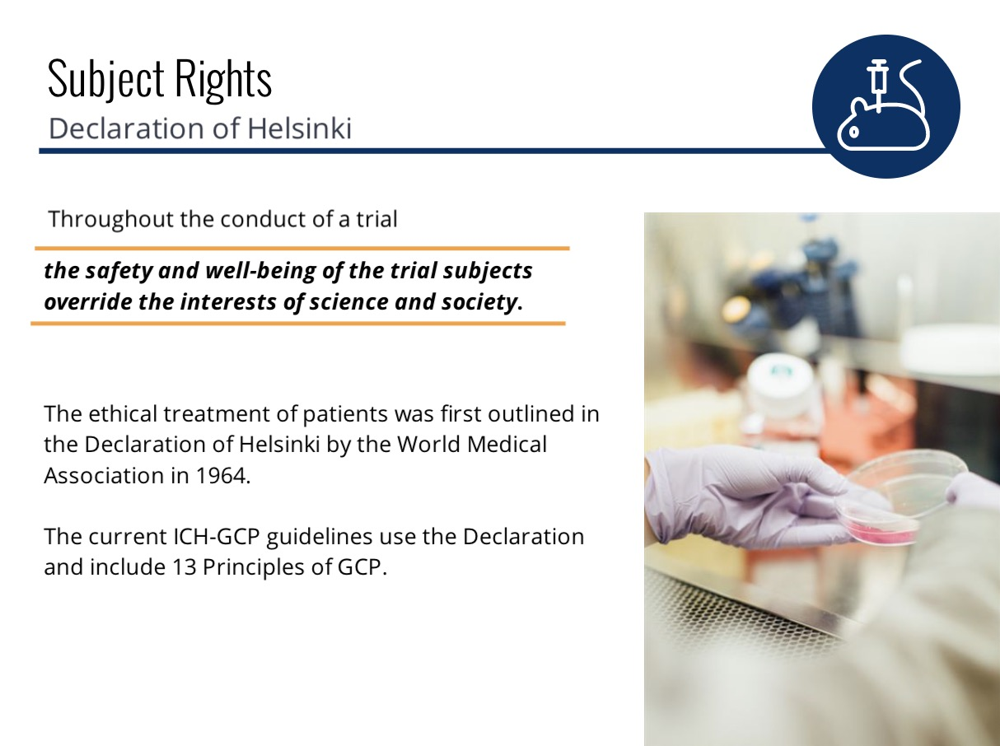 Subject Rights
Declaration of Helsinki
Throughout the conduct of a trial
the safety and well-being of the trial subjects
override the interests of science and society.
The ethical treatment of patients was first outlined in
the Declaration of Helsinki by the World Medical
Association in 1964.
The current ICH-GCP guidelines use the Declaration
and include 13 Principles of GCP.